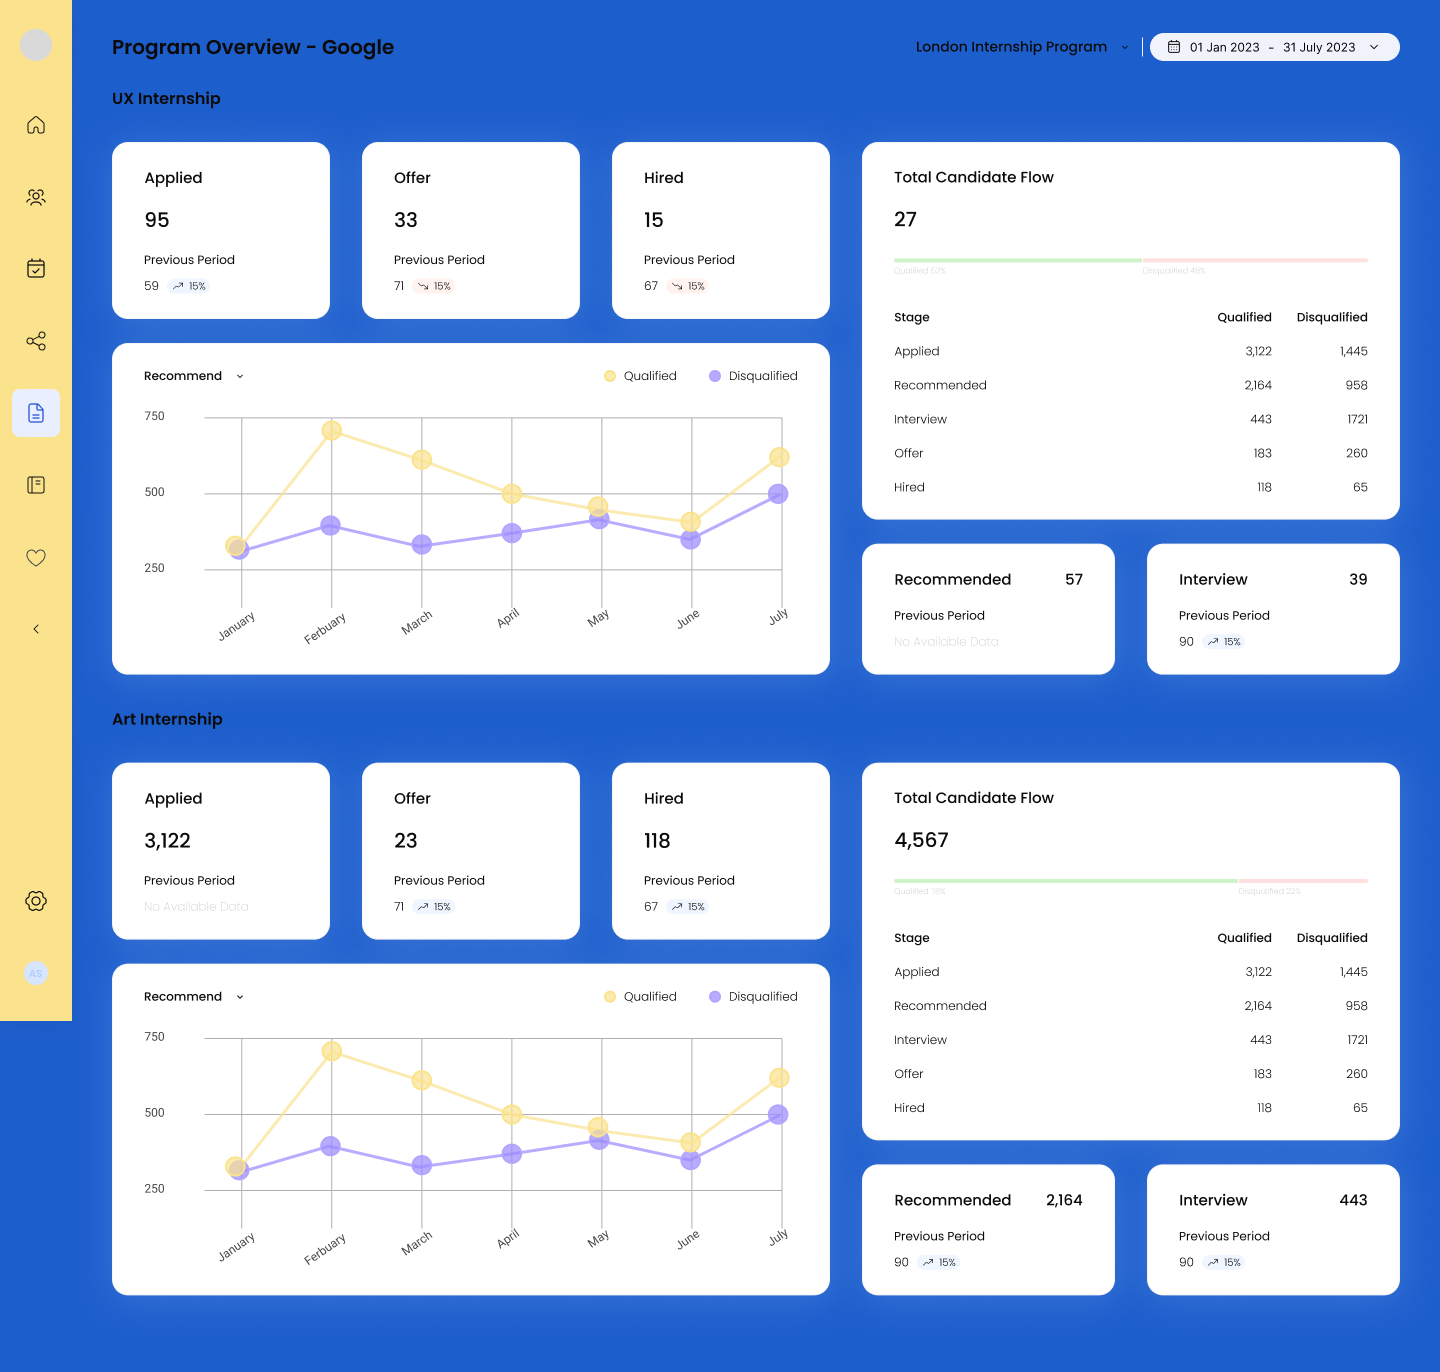 Program Overview - Google
London Internship Program
01 Jan 2023 - 31 July 2023
UX Internship
Applied
95
Previous Period
59 15%
Offer
33
Previous Period
71 15%
Hired
15
Previous Period
67 15%
Total Candidate Flow
27
Qualified 52% Disqualified 48%
Stage Qualified Disqualified
Applied 3,122 1,445
Recommended 2,164 958
Interview 443 1721
Offer 183 260
Hired 118 65
Recommend
Qualified Disqualified
750
500
250
January Ferbuary March April May June July
Recommended 57
Previous Period
No Available Data
Interview 39
Previous Period
90 15%
Art Internship
Applied
3,122
Previous Period
No Available Data
Offer
23
Previous Period
71 15%
Hired
118
Previous Period
67 15%
Total Candidate Flow
4,567
Qualified 78% Disqualified 22%
Stage Qualified Disqualified
Applied 3,122 1,445
Recommended 2,164 958
Interview 443 1721
Offer 183 260
Hired 118 65
Recommend
Qualified Disqualified
750
500
250
January Ferbuary March April May June July
Recommended 2,164
Previous Period
90 15%
Interview 443
Previous Period
90 15%
AS